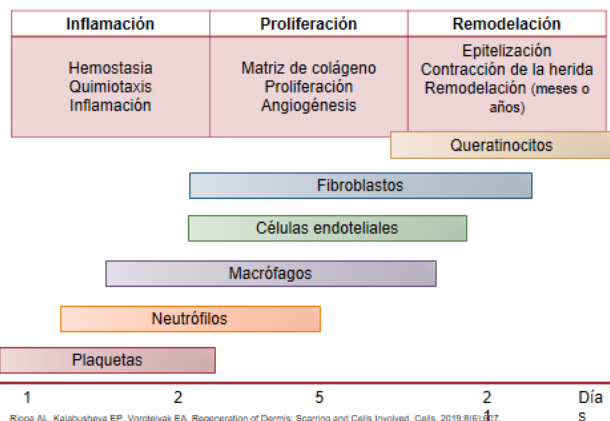 Inflamación
Proliferación
Remodelación
Hemostasia
Quimiotaxis
Inflamación
Matriz de colágeno
Proliferación
Angiogénesis
Epitelización
Contracción de la herida
Remodelación (meses o
años)
Queratinocitos
Fibroblastos
Células endoteliales
Macrófagos
Neutrófilos
Plaquetas
1
2
5
2
1
Día
s
Rippa AL, Kalabusheva EP, Vorotelyak EA. Regeneration of Dermis: Scarring and Cells Involved. Cells. 2019;8(6):607.